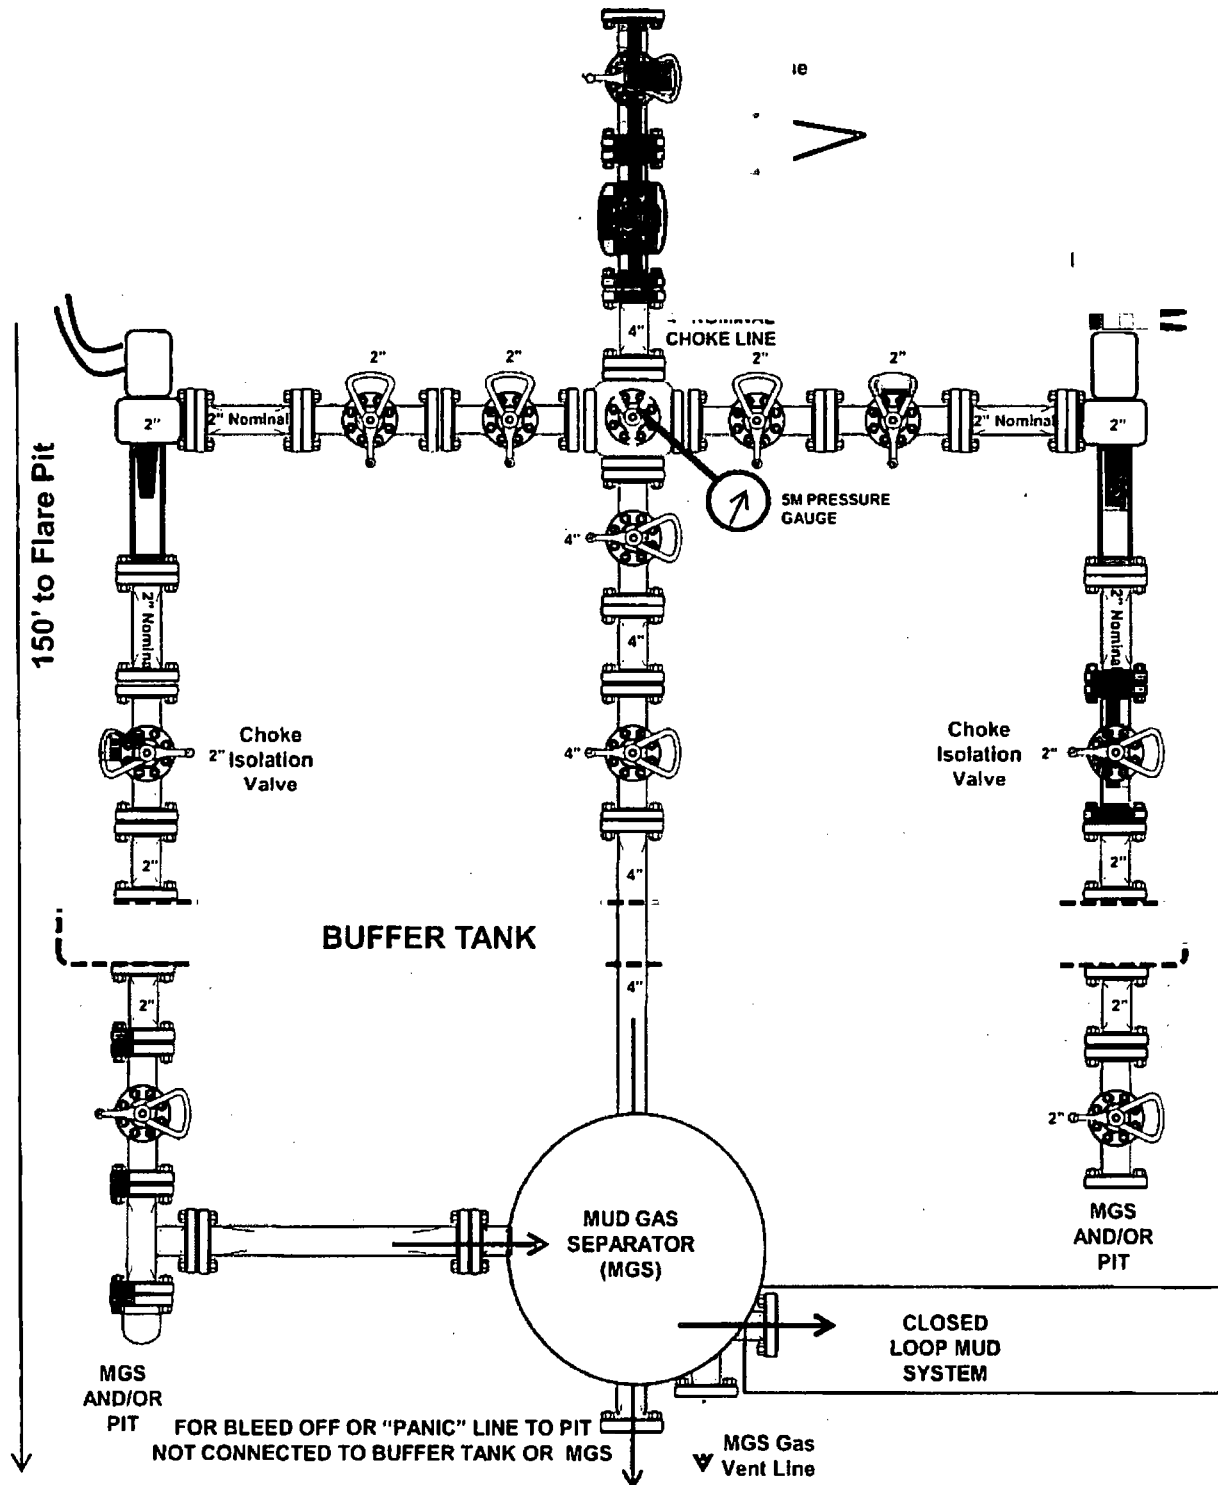 4"
CHOKE LINE
2"
2"
2"
2"
2"
2" Nominal
2" Nominal
2"
5M PRESSURE
GAUGE
4"
150' to Flare Pit
2" Nominal
4"
2" Nominal
Choke
2" Isolation
Valve
4"
Choke
Isolation 2"
Valve
2"
4"
2"
BUFFER TANK
2"
4"
2"
2"
MUD GAS
SEPARATOR
(MGS)
MGS
AND/OR
PIT
CLOSED
LOOP MUD
SYSTEM
MGS
AND/OR
PIT
FOR BLEED OFF OR "PANIC" LINE TO PIT
NOT CONNECTED TO BUFFER TANK OR MGS
MGS Gas
Vent Line